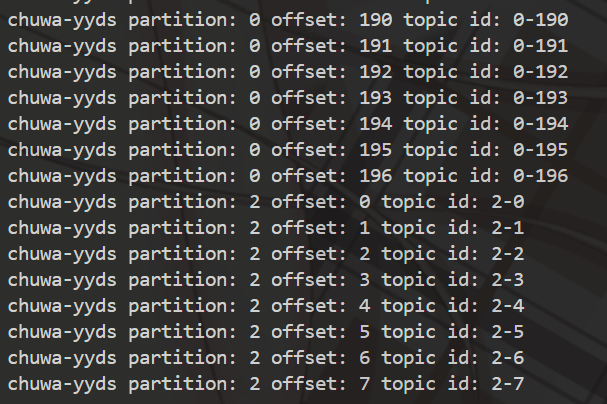 chuwa-yyds partition: 0 offset: 190 topic id: 0-190
chuwa-yyds partition: 0 offset: 191 topic id: 0-191
chuwa-yyds partition: 0 offset: 192 topic id: 0-192
chuwa-yyds partition: 0 offset: 193 topic id: 0-193
chuwa-yyds partition: 0 offset: 194 topic id: 0-194
chuwa-yyds partition: 0 offset: 195 topic id: 0-195
chuwa-yyds partition: 0 offset: 196 topic id: 0-196
chuwa-yyds partition: 2 offset: 0 topic id: 2-0
chuwa-yyds partition: 2 offset: 1 topic id: 2-1
chuwa-yyds partition: 2 offset: 2 topic id: 2-2
chuwa-yyds partition: 2 offset: 3 topic id: 2-3
chuwa-yyds partition: 2 offset: 4 topic id: 2-4
chuwa-yyds partition: 2 offset: 5 topic id: 2-5
chuwa-yyds partition: 2 offset: 6 topic id: 2-6
chuwa-yyds partition: 2 offset: 7 topic id: 2-7